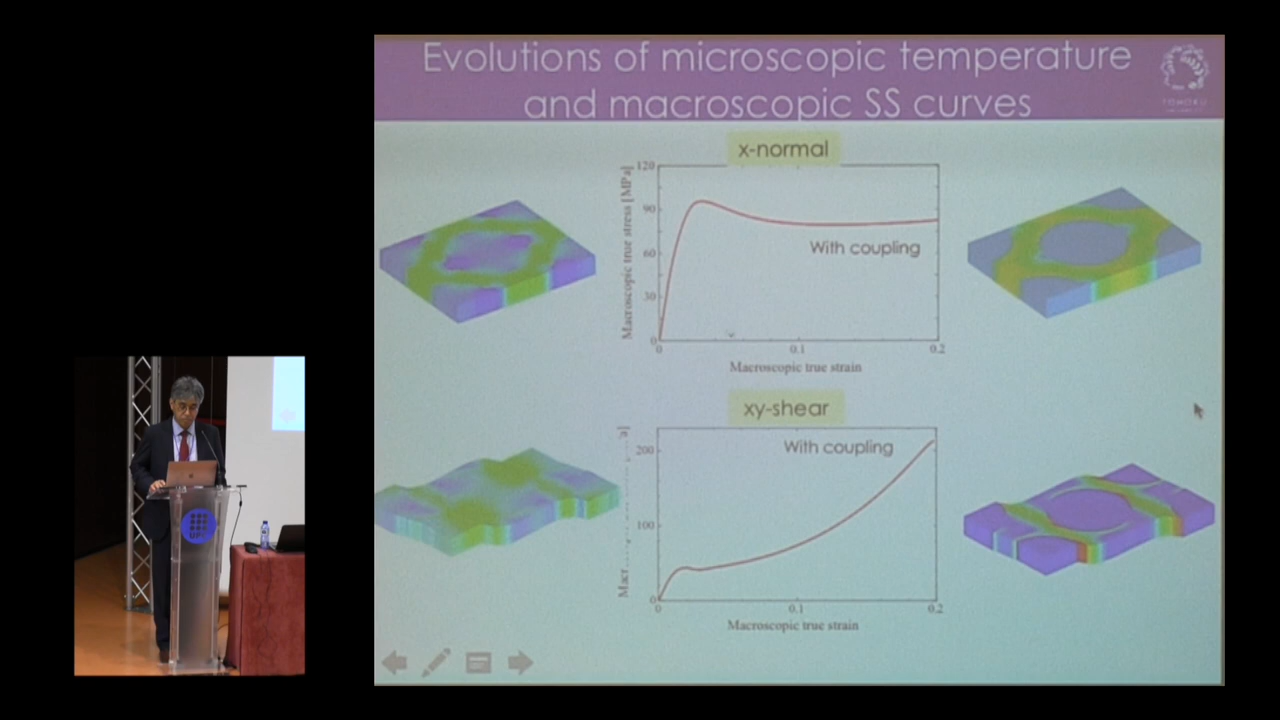 Evolutions of microscopic temperature
and macroscopic SS curves
TOHOKU
x-normal
120
90
60
30
0
Macroscopic true stress [MPa]
With coupling
0 0.1 0.2
Macroscopic true strain
xy-shear
200
100
0
With coupling
0 0.1 0.2
Macroscopic true strain